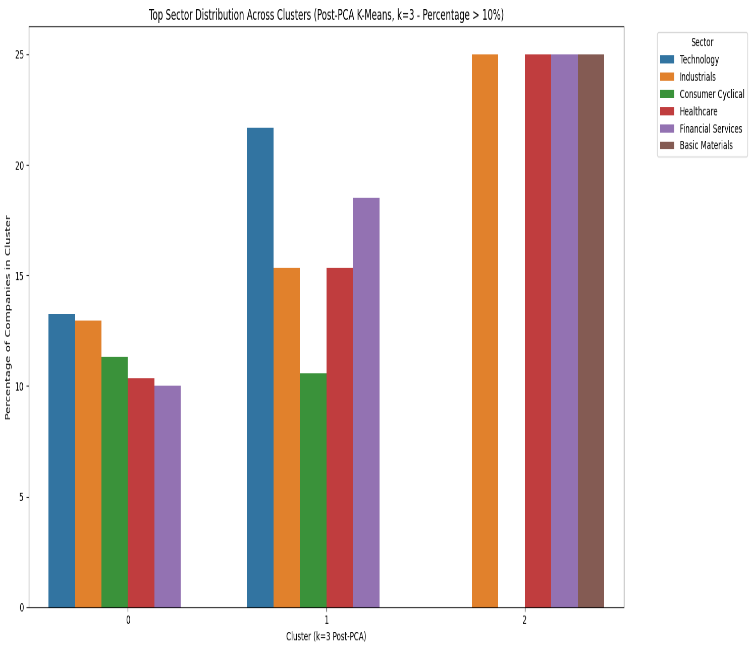 Top Sector Distribution Across Clusters (Post-PCA K-Means, k=3 - Percentage > 10%)
25
20
15
10
5
0
Percentage of Companies in Cluster
0
1
2
Cluster (k=3 Post-PCA)
Sector
Technology
Industrials
Consumer Cyclical
Healthcare
Financial Services
Basic Materials